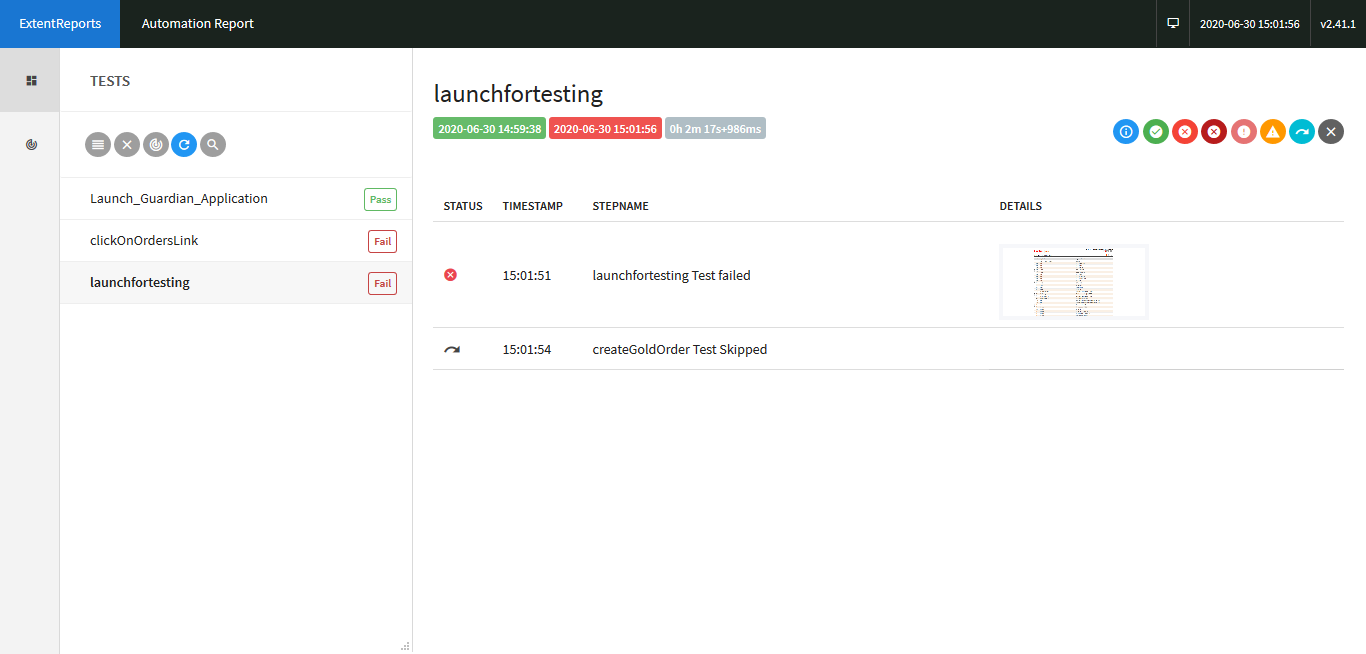 ExtentReports
Automation Report
2020-06-30 15:01:56
v2.41.1
TESTS
Launch_Guardian_Application
Pass
clickOnOrdersLink
Fail
launchfortesting
Fail
launchfortesting
2020-06-30 14:59:38
2020-06-30 15:01:56
0h 2m 17s+986ms
STATUS TIMESTAMP STEPNAME DETAILS
15:01:51 launchfortesting Test failed
15:01:54 createGoldOrder Test Skipped